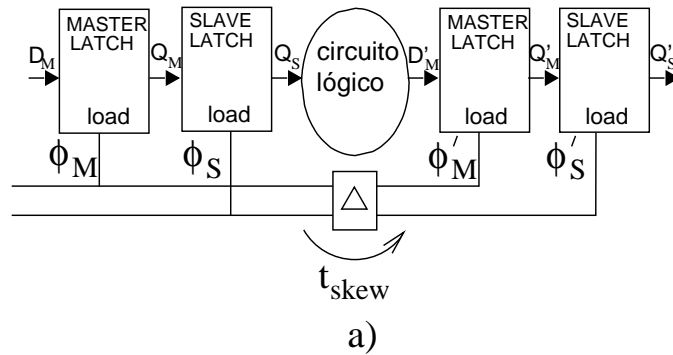 MASTER
LATCH
load
SLAVE
LATCH
load
circuito
lógico
MASTER
LATCH
load
SLAVE
LATCH
load
D_M
Q_M
Q_S
D'_M
Q'_M
Q'_S
ϕ_M
ϕ_S
ϕ'_M
ϕ'_S
△
t_skew
a)